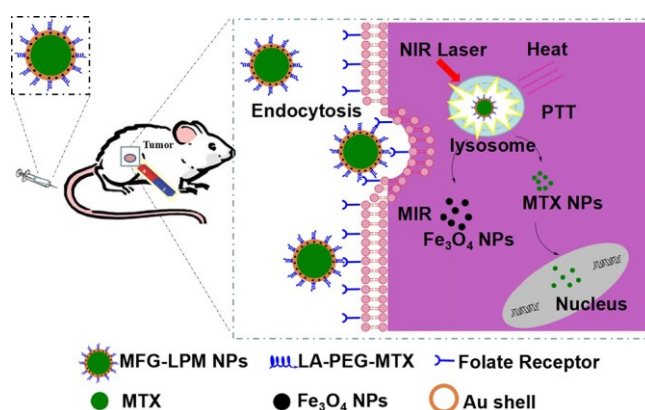 NIR Laser Heat
Endocytosis
PTT
Tumor
lysosome
MTX NPs
MIR
Fe₃O₄ NPs
Nucleus
MFG-LPM NPs LA-PEG-MTX Folate Receptor
MTX Fe₃O₄ NPs Au shell